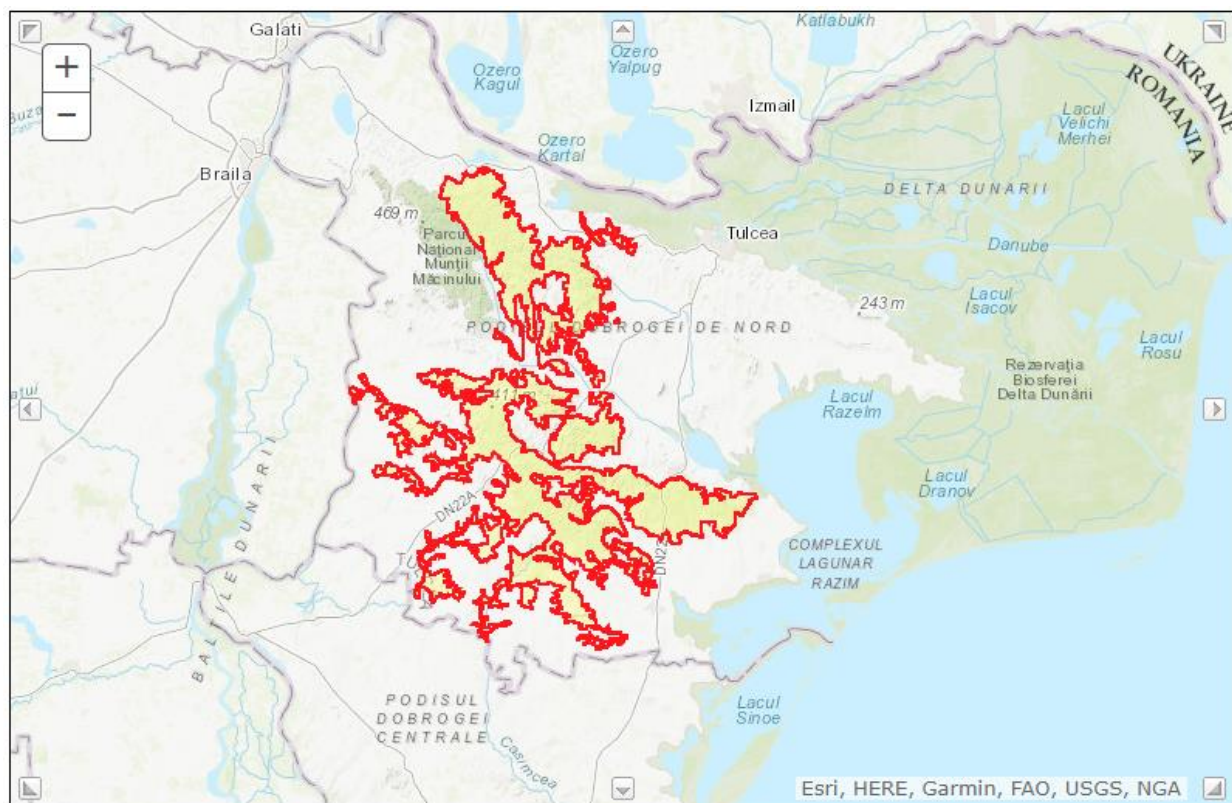 Galati
Katlabukh
Ozero
Kagul
Ozero
Yalpug
Izmail
UKRAINE
ROMANIA
Lacul
Velichi
Merhei
Ozero
Kartal
Braila
DELTA DUNARII
469 m
Parcul
Național
Munții
Măcinului
Tulcea
Danube
Lacul
Isacov
243 m
Lacul
Rosu
DOBROGEI DE NORD
Rezervația
Biosferei
Delta Dunării
Lacul
Razelm
Lacul
Dranov
DN22A
BALTILE DUNARII
COMPLEXUL
LAGUNAR
RAZIM
PODISUL
DOBROGEI
CENTRALE
Casimcea
Lacul
Sinoe
Esri, HERE, Garmin, FAO, USGS, NGA